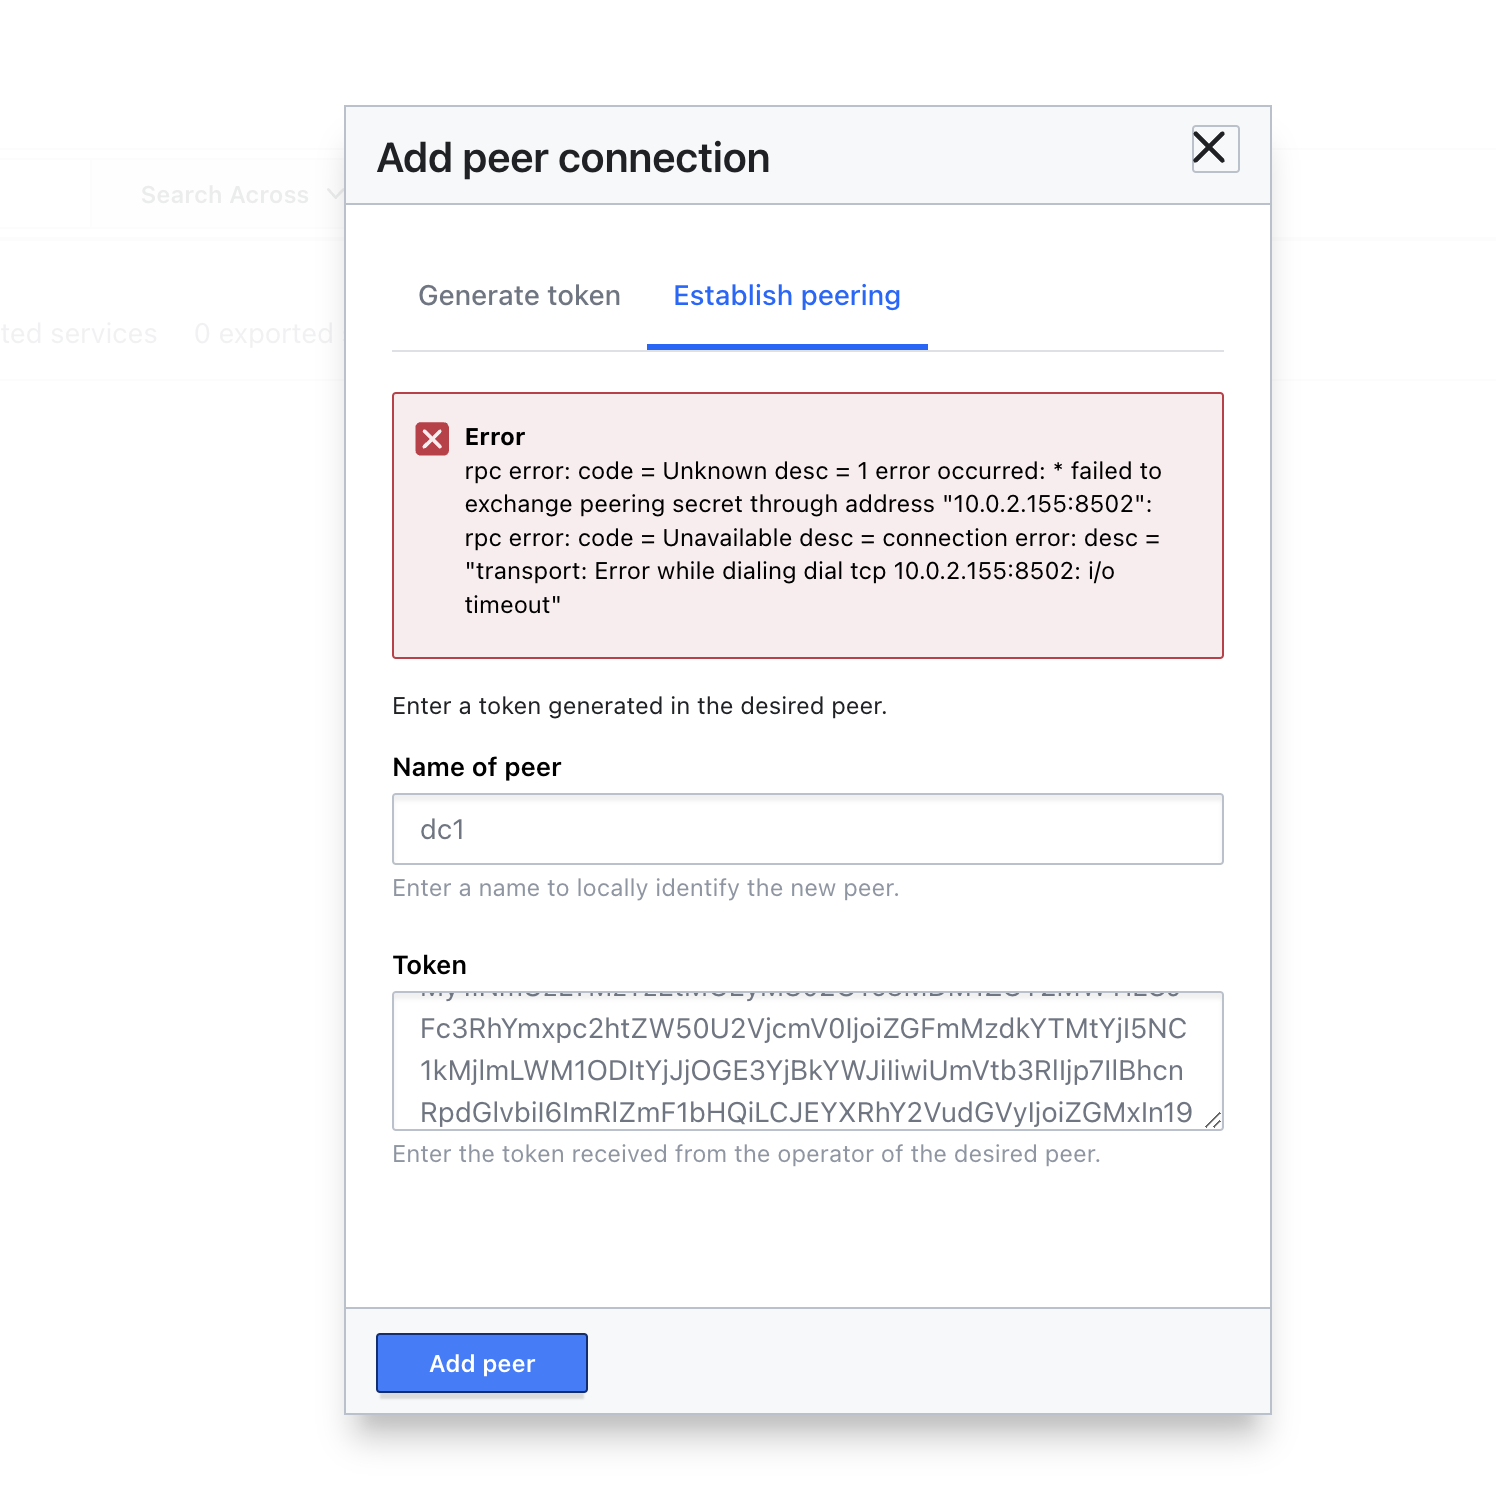 Add peer connection
Search Across
Generate token
Establish peering
ted services
0 exported
Error
rpc error: code = Unknown desc = 1 error occurred: * failed to
exchange peering secret through address "10.0.2.155:8502":
rpc error: code = Unavailable desc = connection error: desc =
"transport: Error while dialing dial tcp 10.0.2.155:8502: i/o
timeout"
Enter a token generated in the desired peer.
Name of peer
dc1
Enter a name to locally identify the new peer.
Token
Fc3RhYmxpc2htZW50U2VjcmV0IjoiZGFmMzdkYTMtYjI5NC
1kMjlmLWM1ODItYjJjOGE3YjBkYWJiIiwiUmVtb3RlIjp7IlBhcn
RpdGlvbiI6ImRlZmF1bHQiLCJEYXRhY2VudGVyIjoiZGMxIn19
Enter the token received from the operator of the desired peer.
Add peer